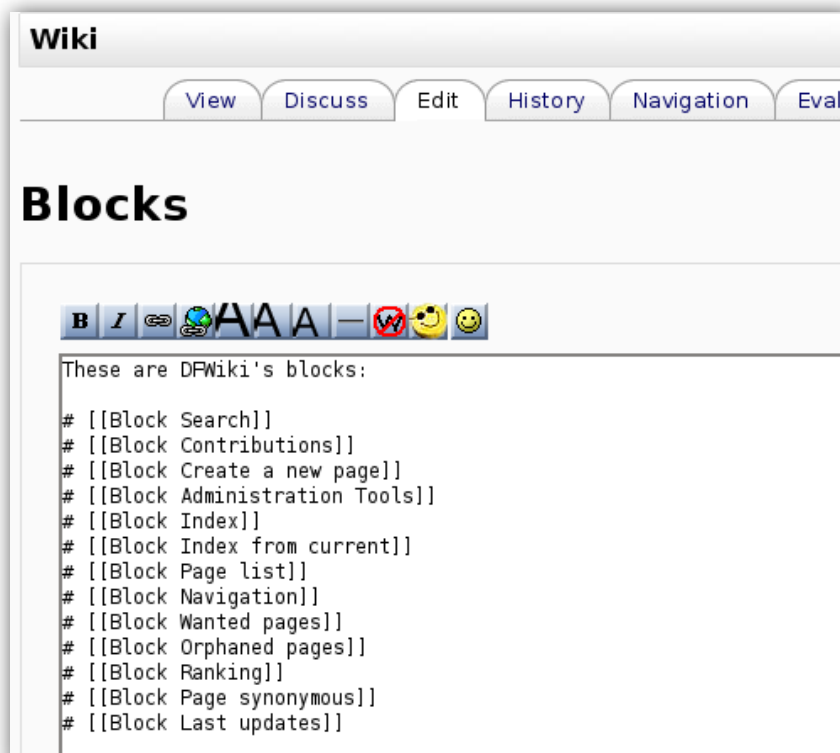 Wiki
View Discuss Edit History Navigation Eval
Blocks
B I A A A W
These are DFWiki's blocks:
# [[Block Search]]
# [[Block Contributions]]
# [[Block Create a new page]]
# [[Block Administration Tools]]
# [[Block Index]]
# [[Block Index from current]]
# [[Block Page list]]
# [[Block Navigation]]
# [[Block Wanted pages]]
# [[Block Orphaned pages]]
# [[Block Ranking]]
# [[Block Page synonymous]]
# [[Block Last updates]]